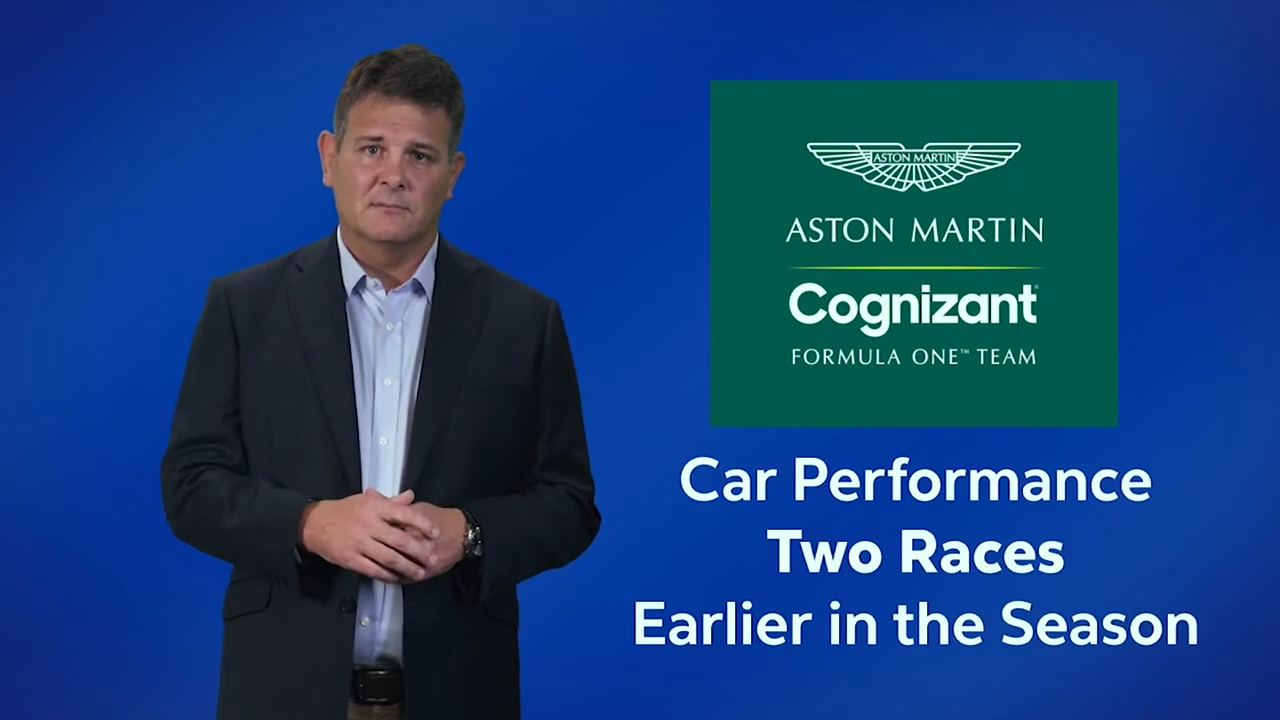 ASTON MARTIN
ASTON MARTIN
Cognizant®
FORMULA ONE™ TEAM
Car Performance
Two Races
Earlier in the Season